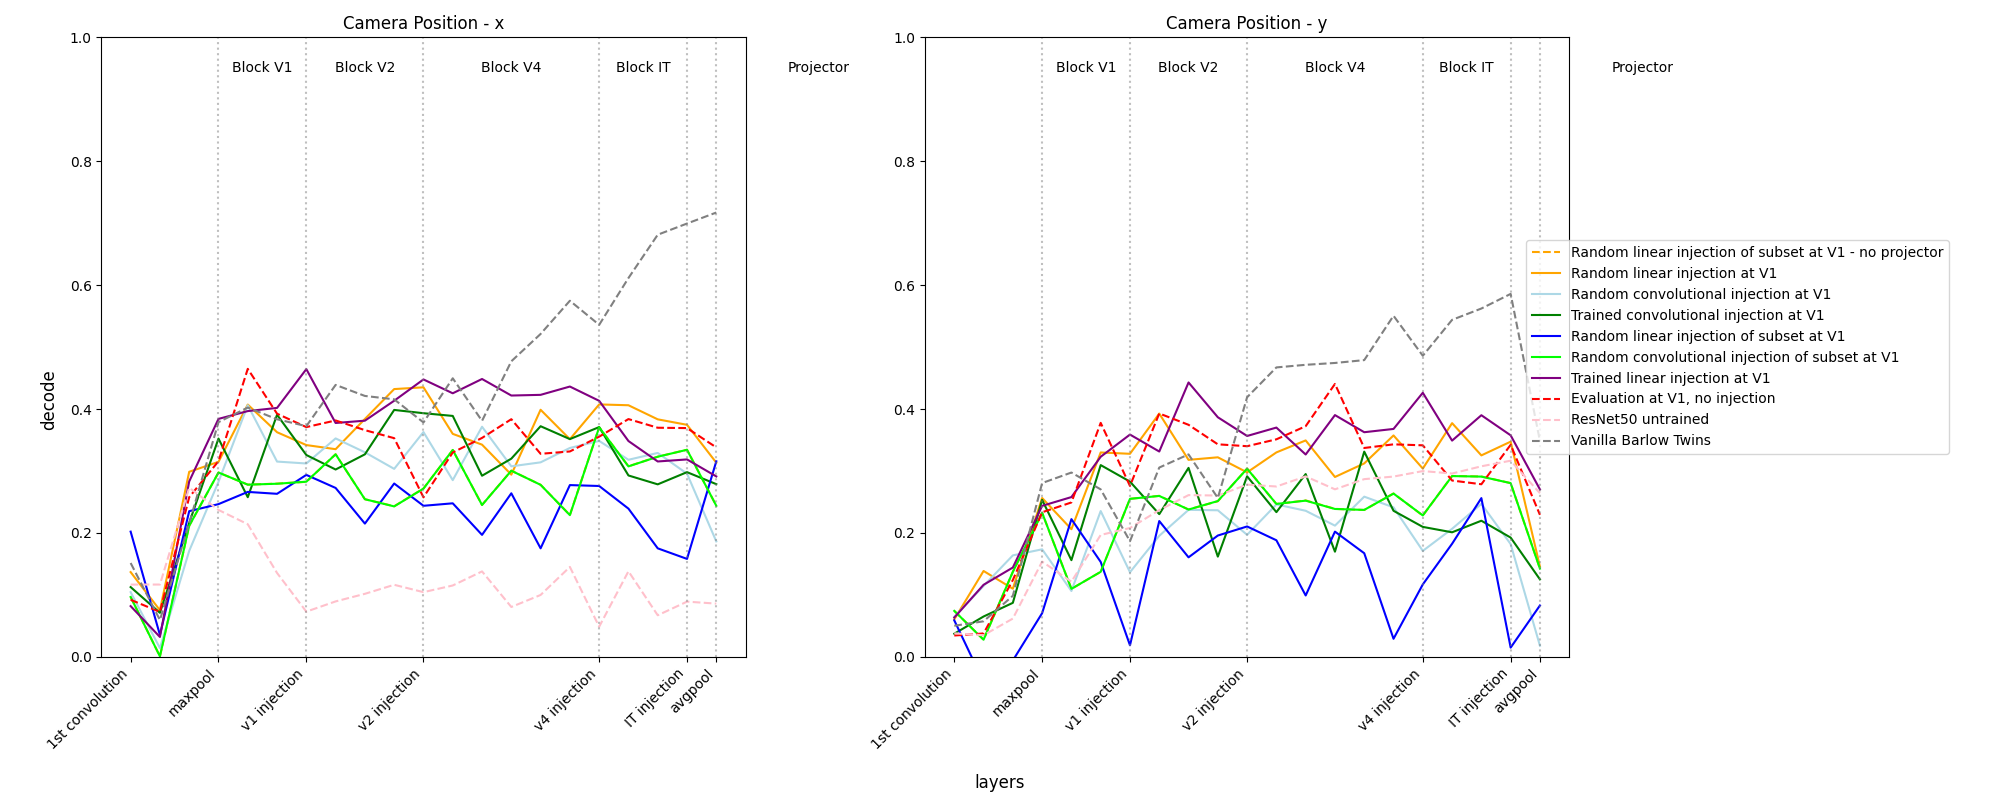 Camera Position - x
1.0
0.8
0.6
0.4
0.2
0.0
decode
Block V1
Block V2
Block V4
Block IT
Projector
1st convolution
maxpool
v1 injection
v2 injection
v4 injection
IT injection
avgpool
Camera Position - y
1.0
0.8
0.6
0.4
0.2
0.0
Block V1
Block V2
Block V4
Block IT
Projector
1st convolution
maxpool
v1 injection
v2 injection
v4 injection
IT injection
avgpool
Random linear injection of subset at V1 - no projector
Random linear injection at V1
Random convolutional injection at V1
Trained convolutional injection at V1
Random linear injection of subset at V1
Random convolutional injection of subset at V1
Trained linear injection at V1
Evaluation at V1, no injection
ResNet50 untrained
Vanilla Barlow Twins
layers